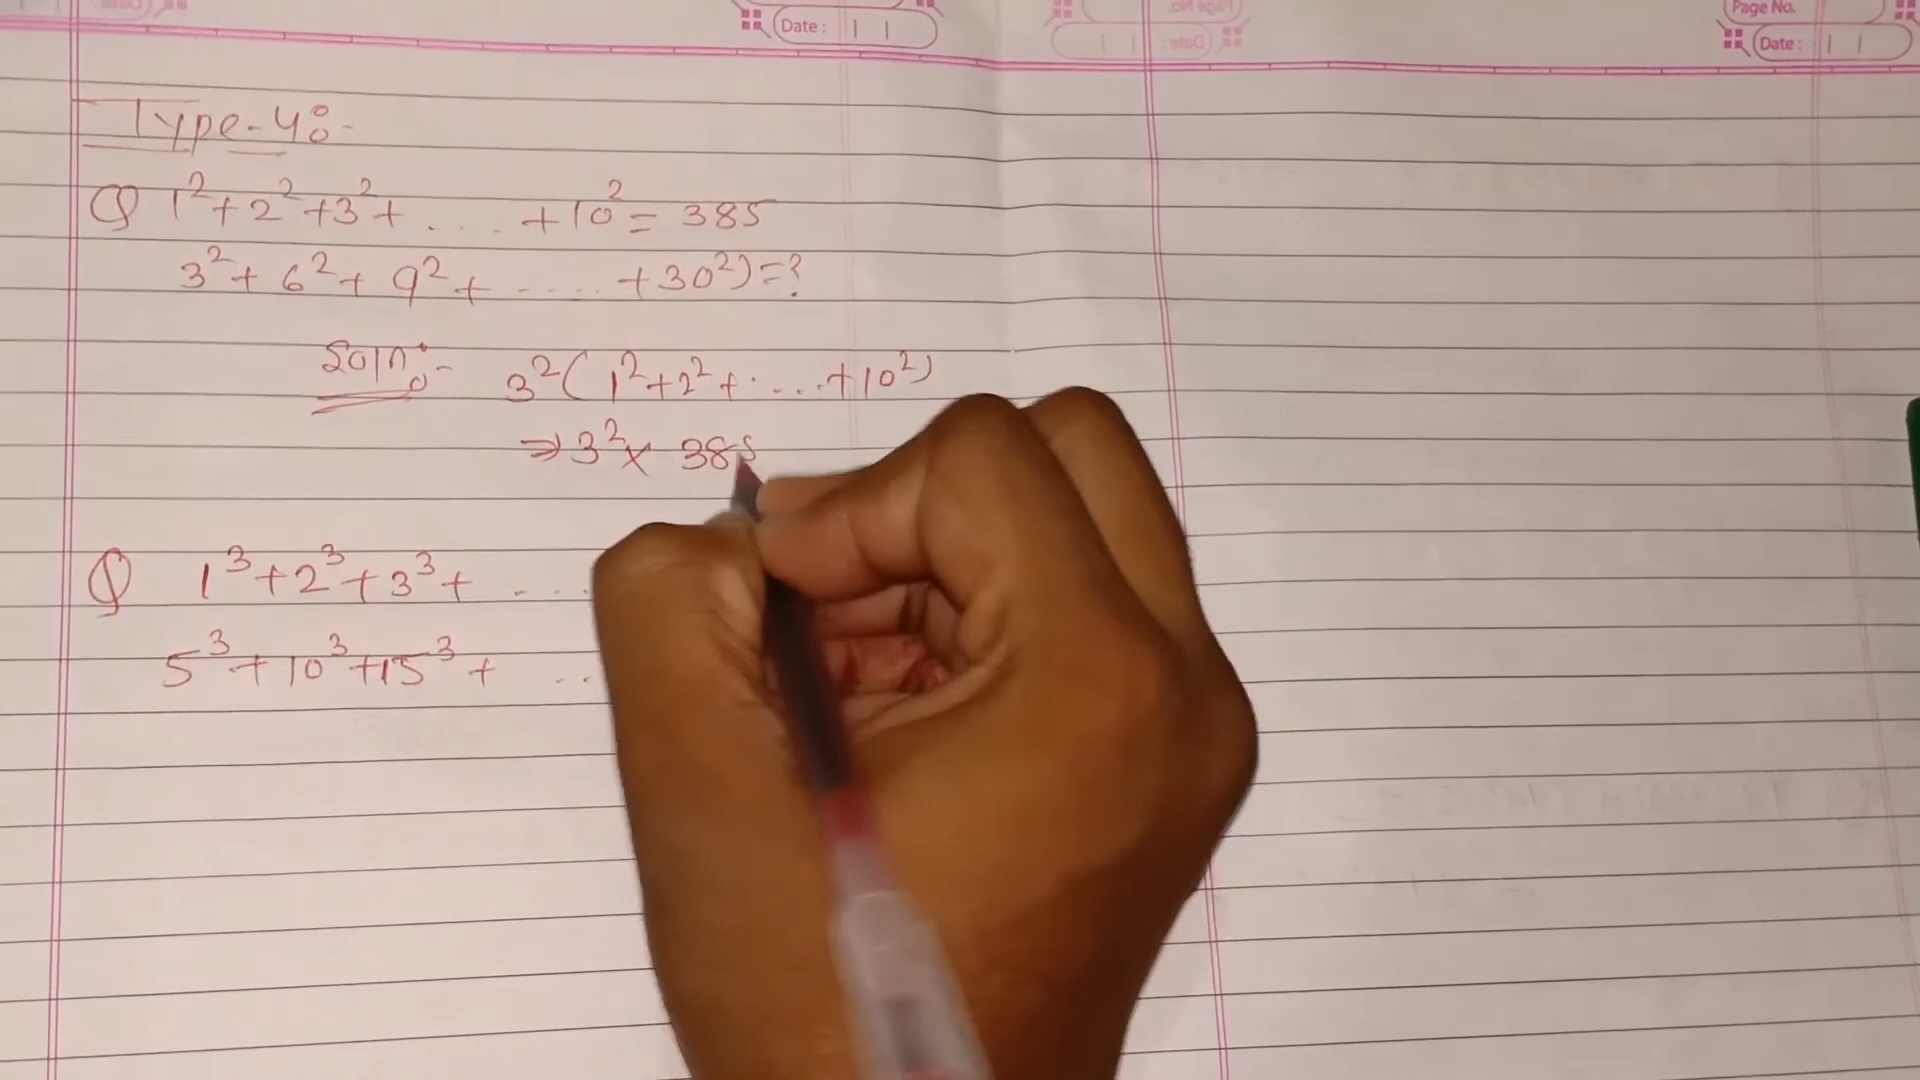 Date :
Page No.
Date :
Type-4:-
Q 1²+2²+3²+ .... +10² = 385
3²+ 6²+ 9²+ ..... +30²)=?
Soln:- 3²(1²+2²+....+10²)
⇒3²× 385
Q 1³+2³+3³+ ...
5³+10³+15³+ ..